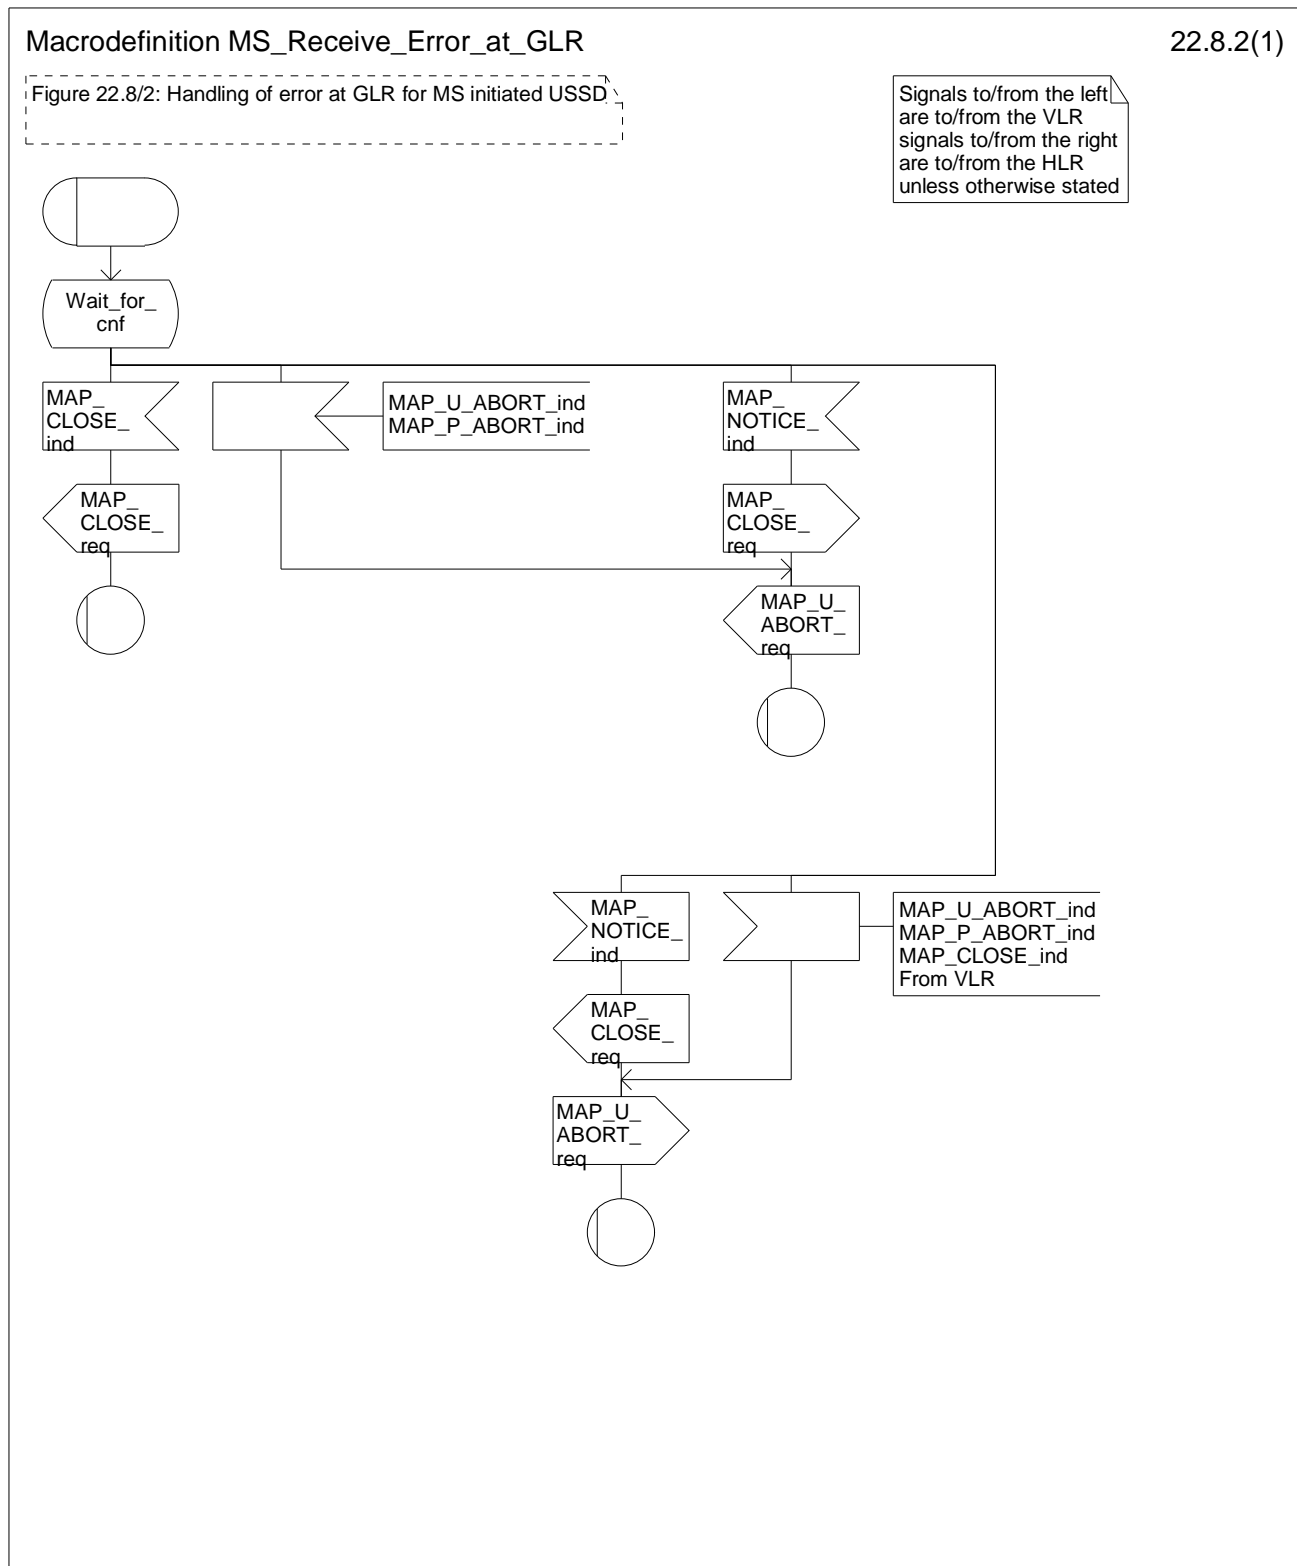 Macrodefinition MS_Receive_Error_at_GLR
22.8.2(1)
Figure 22.8/2: Handling of error at GLR for MS initiated USSD
Signals to/from the left
are to/from the VLR
signals to/from the right
are to/from the HLR
unless otherwise stated
Wait_for_
cnf
MAP_
CLOSE_
ind
MAP_U_ABORT_ind
MAP_P_ABORT_ind
MAP_
NOTICE_
ind
MAP_
CLOSE_
req
MAP_
CLOSE_
req
MAP_U_
ABORT_
req
MAP_
NOTICE_
ind
MAP_U_ABORT_ind
MAP_P_ABORT_ind
MAP_CLOSE_ind
From VLR
MAP_
CLOSE_
req
MAP_U_
ABORT_
req